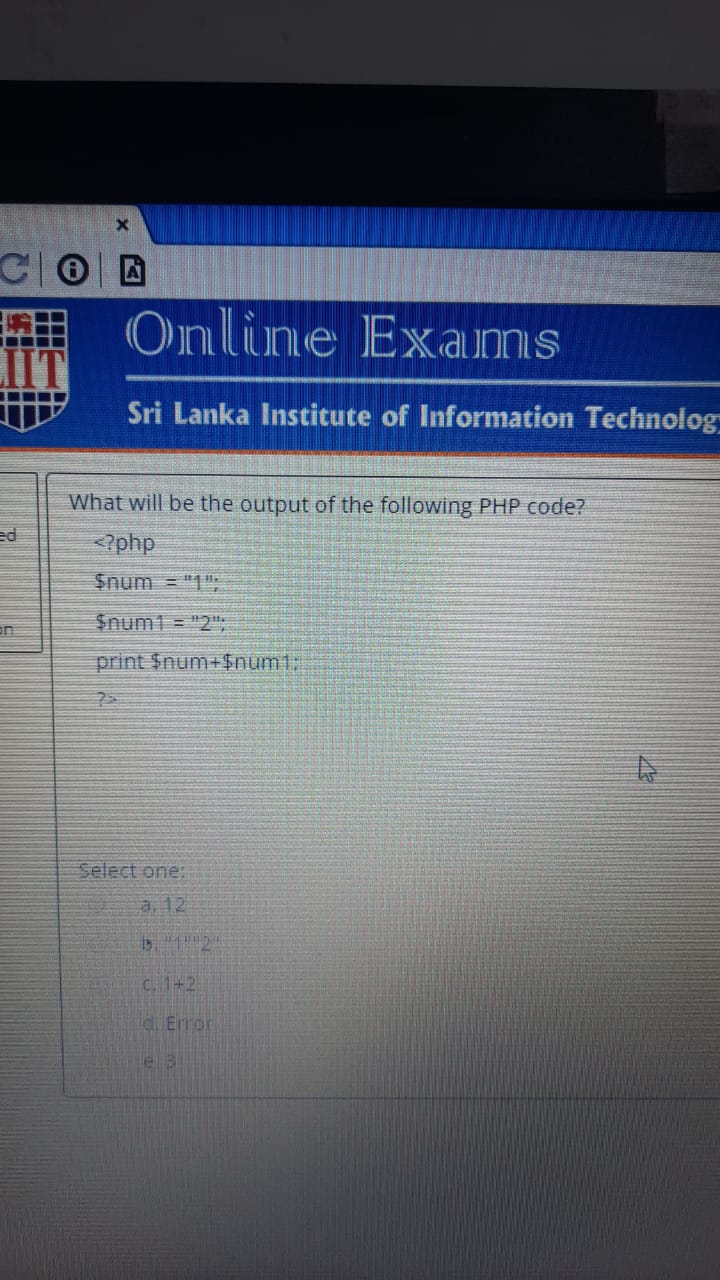 Online Exams
IIT
Sri Lanka Institute of Information Technolog
ed
on
What will be the output of the following PHP code?
<?php
$num = "1";
$num1 = "2";
print $num+$num1;
?>
Select one:
a. 12
b. "1""2"
c. 1+2
d. Error
e. 3